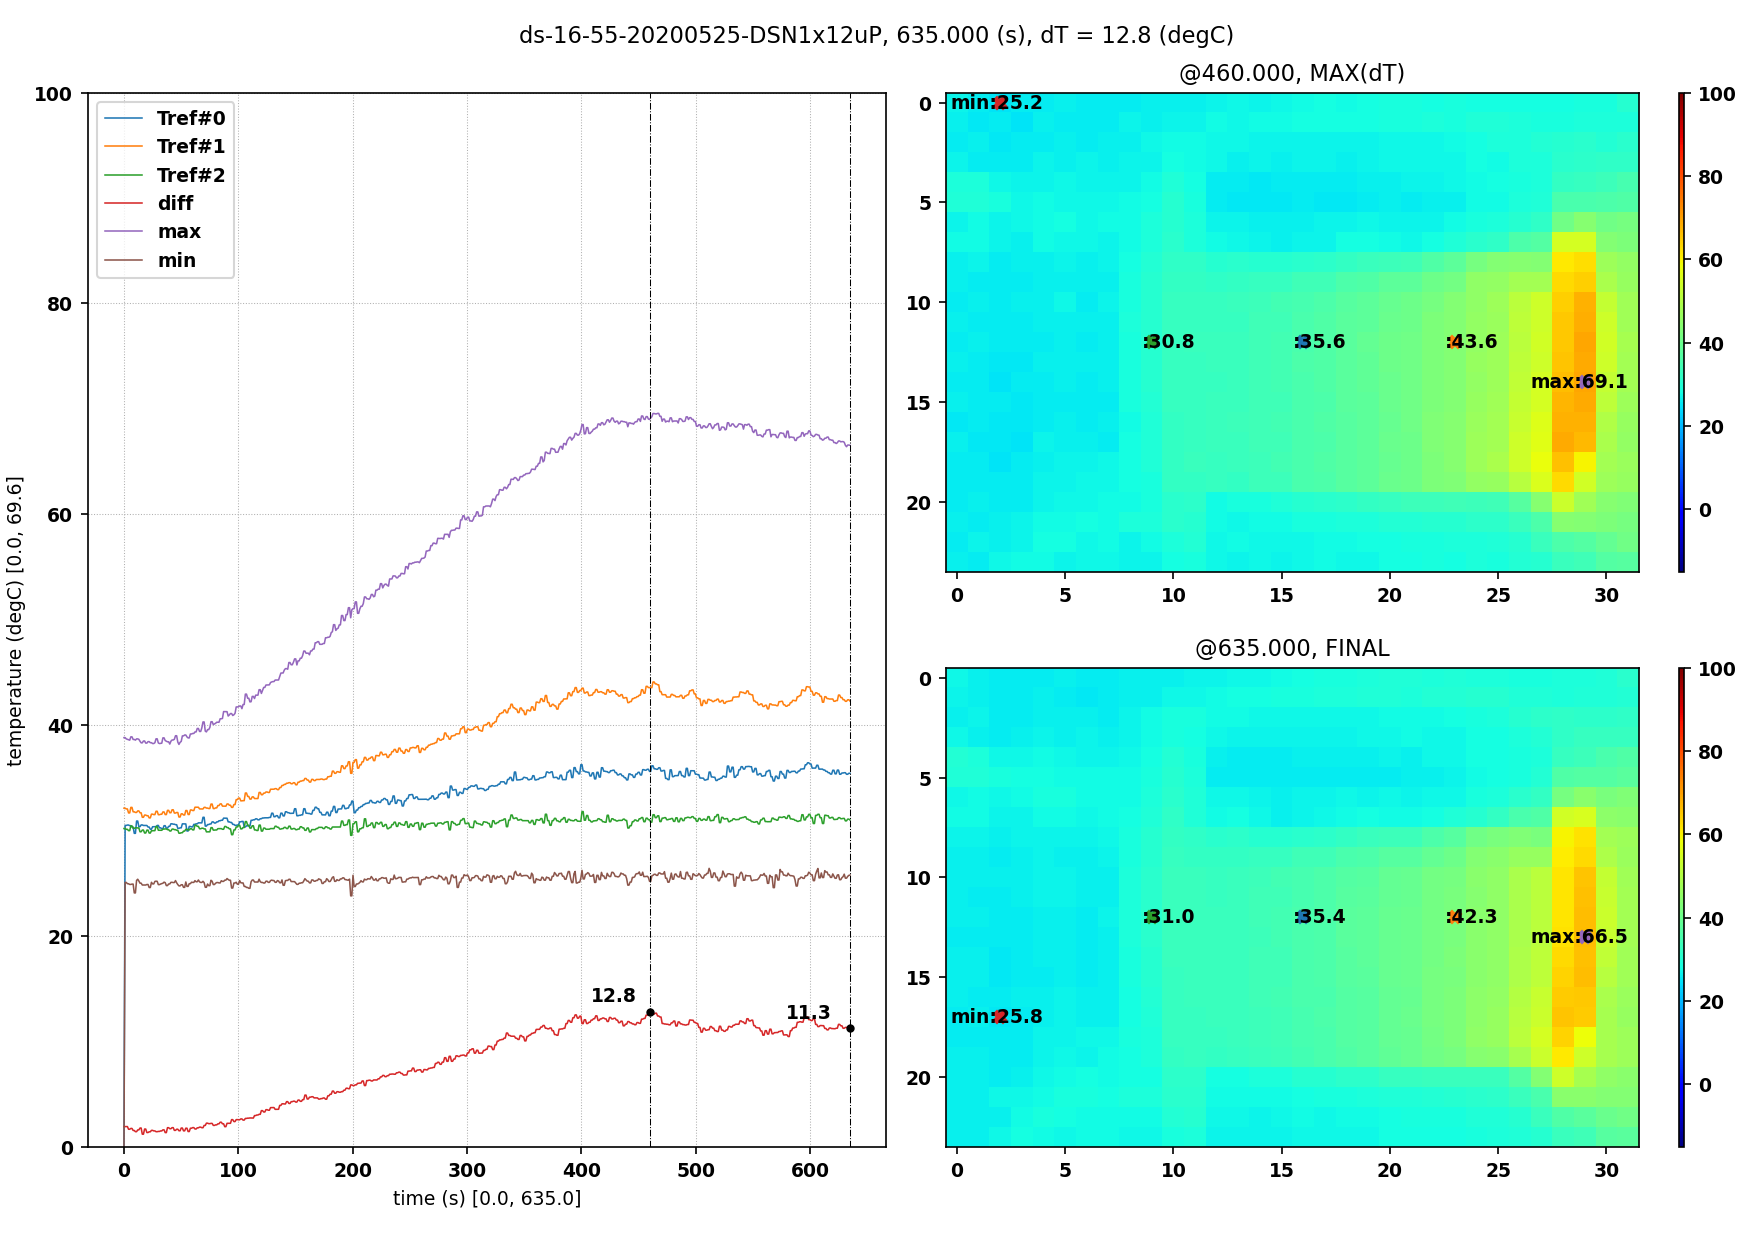 ds-16-55-20200525-DSN1x12uP, 635.000 (s), dT = 12.8 (degC)
temperature (degC) [0.0, 69.6]
100
80
60
40
20
0
Tref#0
Tref#1
Tref#2
diff
max
min
12.8
11.3
0 100 200 300 400 500 600
time (s) [0.0, 635.0]
@460.000, MAX(dT)
0
5
10
15
20
min:25.2
:30.8 :35.6 :43.6
max:69.1
0 5 10 15 20 25 30
100
80
60
40
20
0
@635.000, FINAL
0
5
10
15
20
:31.0 :35.4 :42.3
max:66.5
min:25.8
0 5 10 15 20 25 30
100
80
60
40
20
0